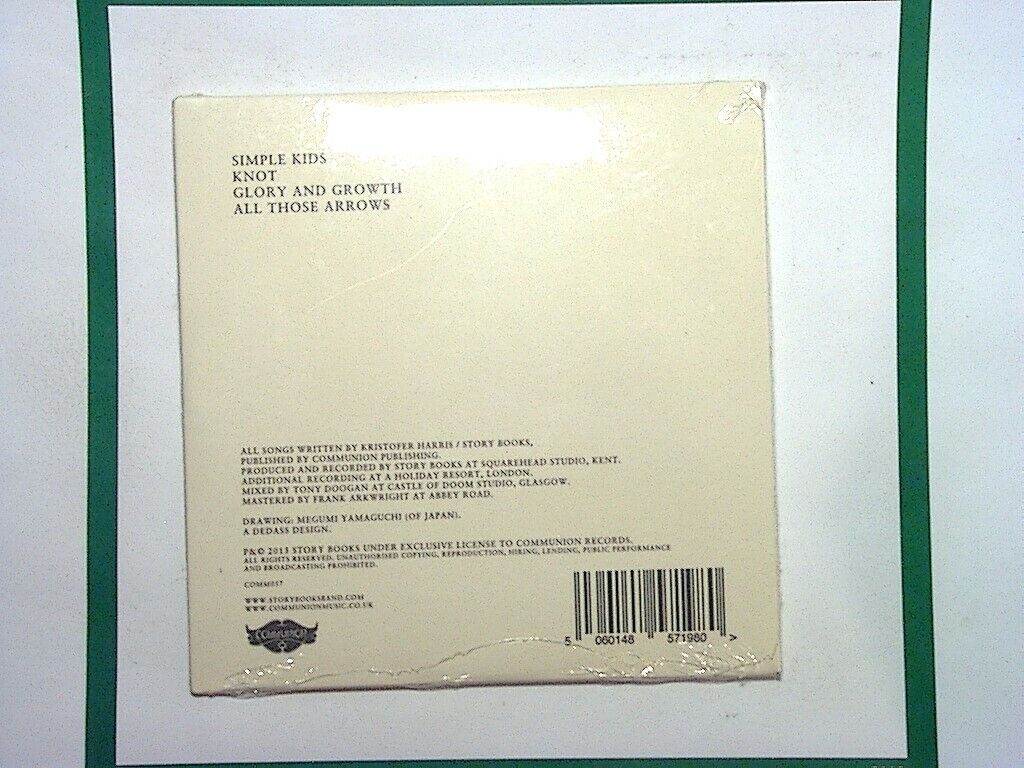 SIMPLE KIDS
KNOT
GLORY AND GROWTH
ALL THOSE ARROWS
ALL SONGS WRITTEN BY KRISTOFER HARRIS / STORY BOOKS,
PUBLISHED BY COMMUNION PUBLISHING.
PRODUCED AND RECORDED BY STORY BOOKS AT SQUAREHEAD STUDIO, KENT.
ADDITIONAL RECORDING AT A HOLIDAY RESORT, LONDON.
MIXED BY TONY DOOGAN AT CASTLE OF DOOM STUDIO, GLASGOW.
MASTERED BY FRANK ARKWRIGHT AT ABBEY ROAD.
DRAWING: MEGUMI YAMAGUCHI (OF JAPAN).
A DEDASS DESIGN.
P&© 2013 STORY BOOKS UNDER EXCLUSIVE LICENSE TO COMMUNION RECORDS.
ALL RIGHTS RESERVED. UNAUTHORISED COPYING, REPRODUCTION, HIRING, LENDING, PUBLIC PERFORMANCE
AND BROADCASTING PROHIBITED.
COMM057
WWW.STORYBOOKSBAND.COM
WWW.COMMUNIONMUSIC.CO.UK
COMMUNION
5 060148 571980 >